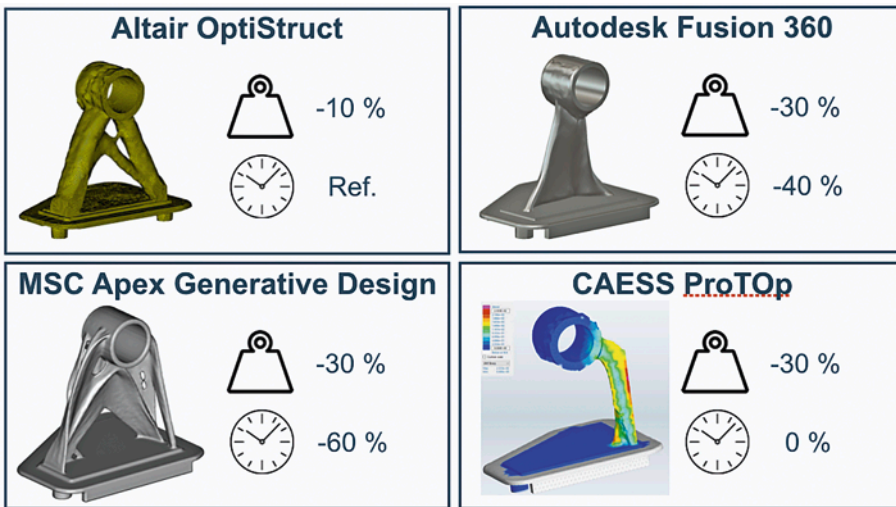 Altair OptiStruct
-10 %
Ref.
Autodesk Fusion 360
-30 %
-40 %
MSC Apex Generative Design
-30 %
-60 %
CAESS ProTOp
-30 %
0 %